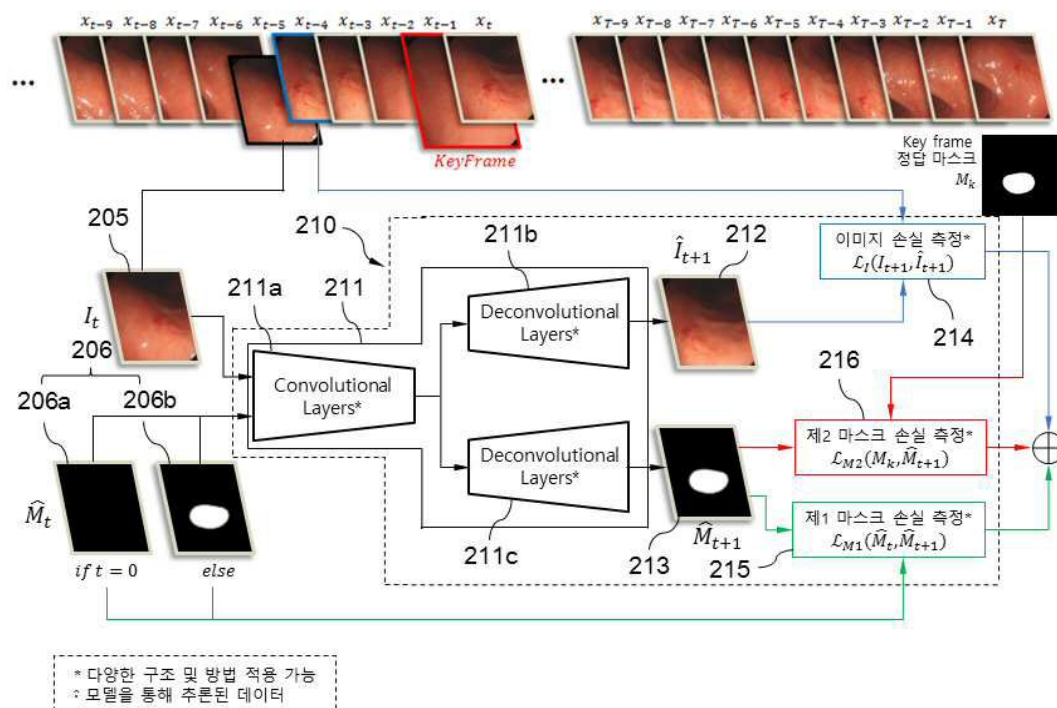 x_{t-9} x_{t-8} x_{t-7} x_{t-6} x_{t-5} x_{t-4} x_{t-3} x_{t-2} x_{t-1} x_t
x_{T-9} x_{T-8} x_{T-7} x_{T-6} x_{T-5} x_{T-4} x_{T-3} x_{T-2} x_{T-1} x_T
...
...
KeyFrame
Key frame
정답 마스크
M_k
205
210
211b
Î_{t+1}
212
이미지 손실 측정*
ℒ_I(I_{t+1},Î_{t+1})
214
211a
211
I_t
206
206a
206b
Convolutional
Layers*
Deconvolutional
Layers*
216
제2 마스크 손실 측정*
ℒ_{M2}(M_k,M̂_{t+1})
M̂_t
Deconvolutional
Layers*
211c
213
M̂_{t+1}
제1 마스크 손실 측정*
ℒ_{M1}(M̂_t,M̂_{t+1})
215
if t = 0
else
* 다양한 구조 및 방법 적용 가능
^: 모델을 통해 추론된 데이터